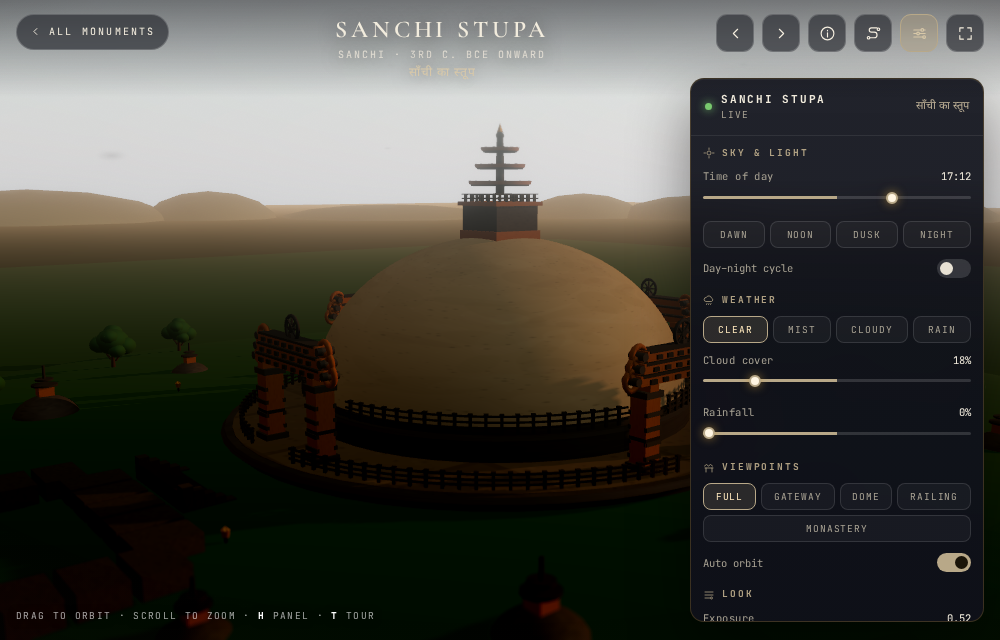 ALL MONUMENTS
SANCHI STUPA
SANCHI · 3RD C. BCE ONWARD
साँची का स्तूप
SANCHI STUPA
LIVE
साँची का स्तूप
SKY & LIGHT
Time of day 17:12
DAWN NOON DUSK NIGHT
Day–night cycle
WEATHER
CLEAR MIST CLOUDY RAIN
Cloud cover 18%
Rainfall 0%
VIEWPOINTS
FULL GATEWAY DOME RAILING
MONASTERY
Auto orbit
LOOK
Exposure 0.52
DRAG TO ORBIT · SCROLL TO ZOOM · H PANEL · T TOUR